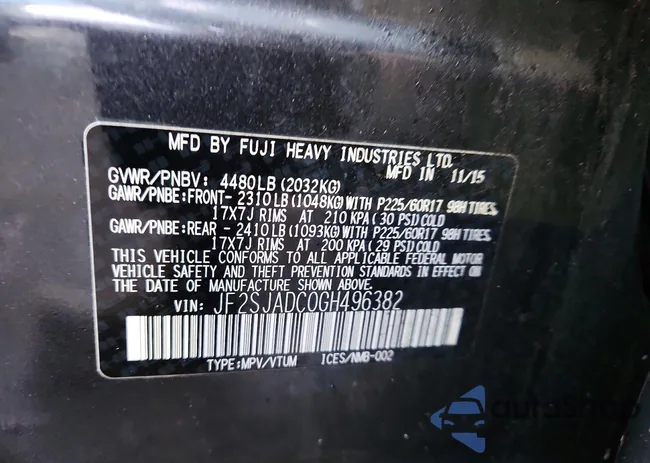 MFD BY FUJI HEAVY INDUSTRIES LTD.
GVWR/PNBV: 4480LB (2032KG) MFD IN 11/15
GAWR/PNBE:FRONT- 2310LB (1048KG) WITH P225/60R17 98H TIRES,
17X7J RIMS AT 210 KPA (30 PSI) COLD
GAWR/PNBE:REAR - 2410LB (1093KG) WITH P225/60R17 98H TIRES,
17X7J RIMS AT 200 KPA (29 PSI) COLD
THIS VEHICLE CONFORMS TO ALL APPLICABLE FEDERAL MOTOR
VEHICLE SAFETY AND THEFT PREVENTION STANDARDS IN EFFECT ON
THE DATE OF MANUFACTURE SHOWN ABOVE.
VIN: JF2SJADC0GH496382
TYPE:MPV/VTUM ICES/NMB-002
autoShop